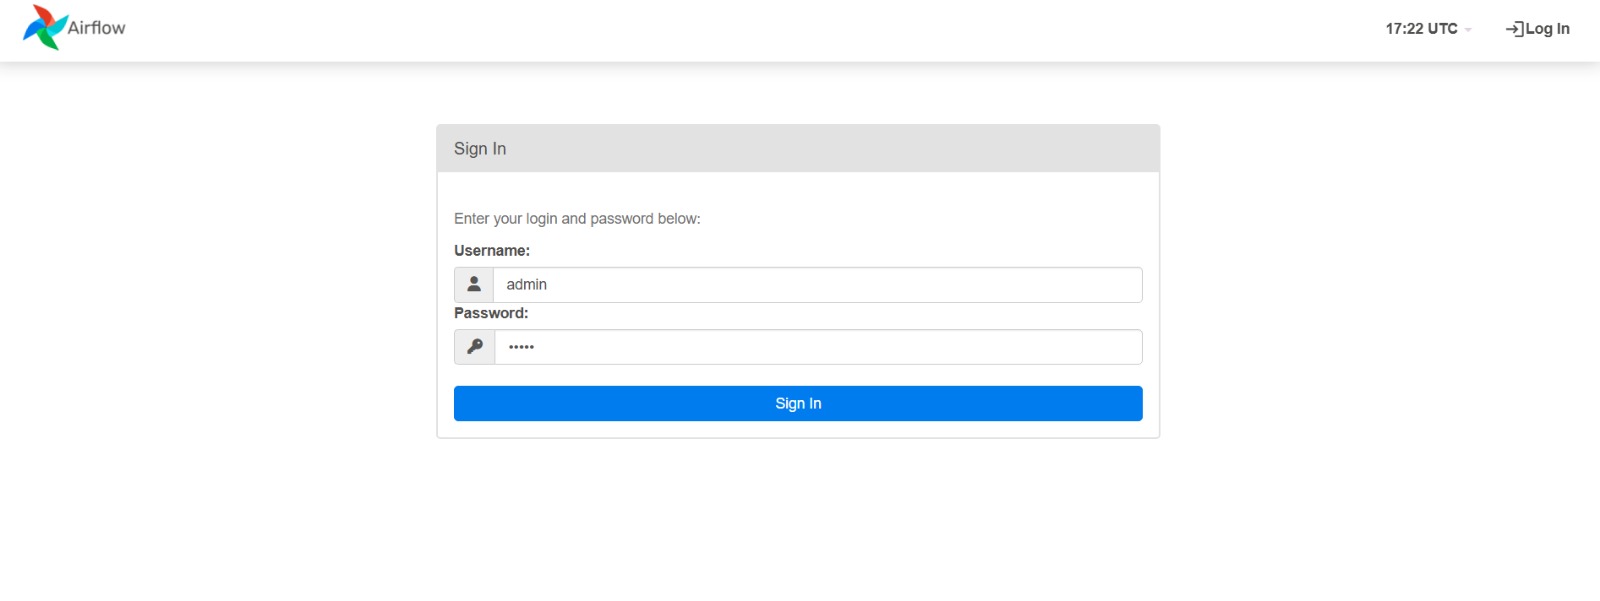 Airflow
17:22 UTC
Log In
Sign In
Enter your login and password below:
Username:
admin
Password:
•••••
Sign In